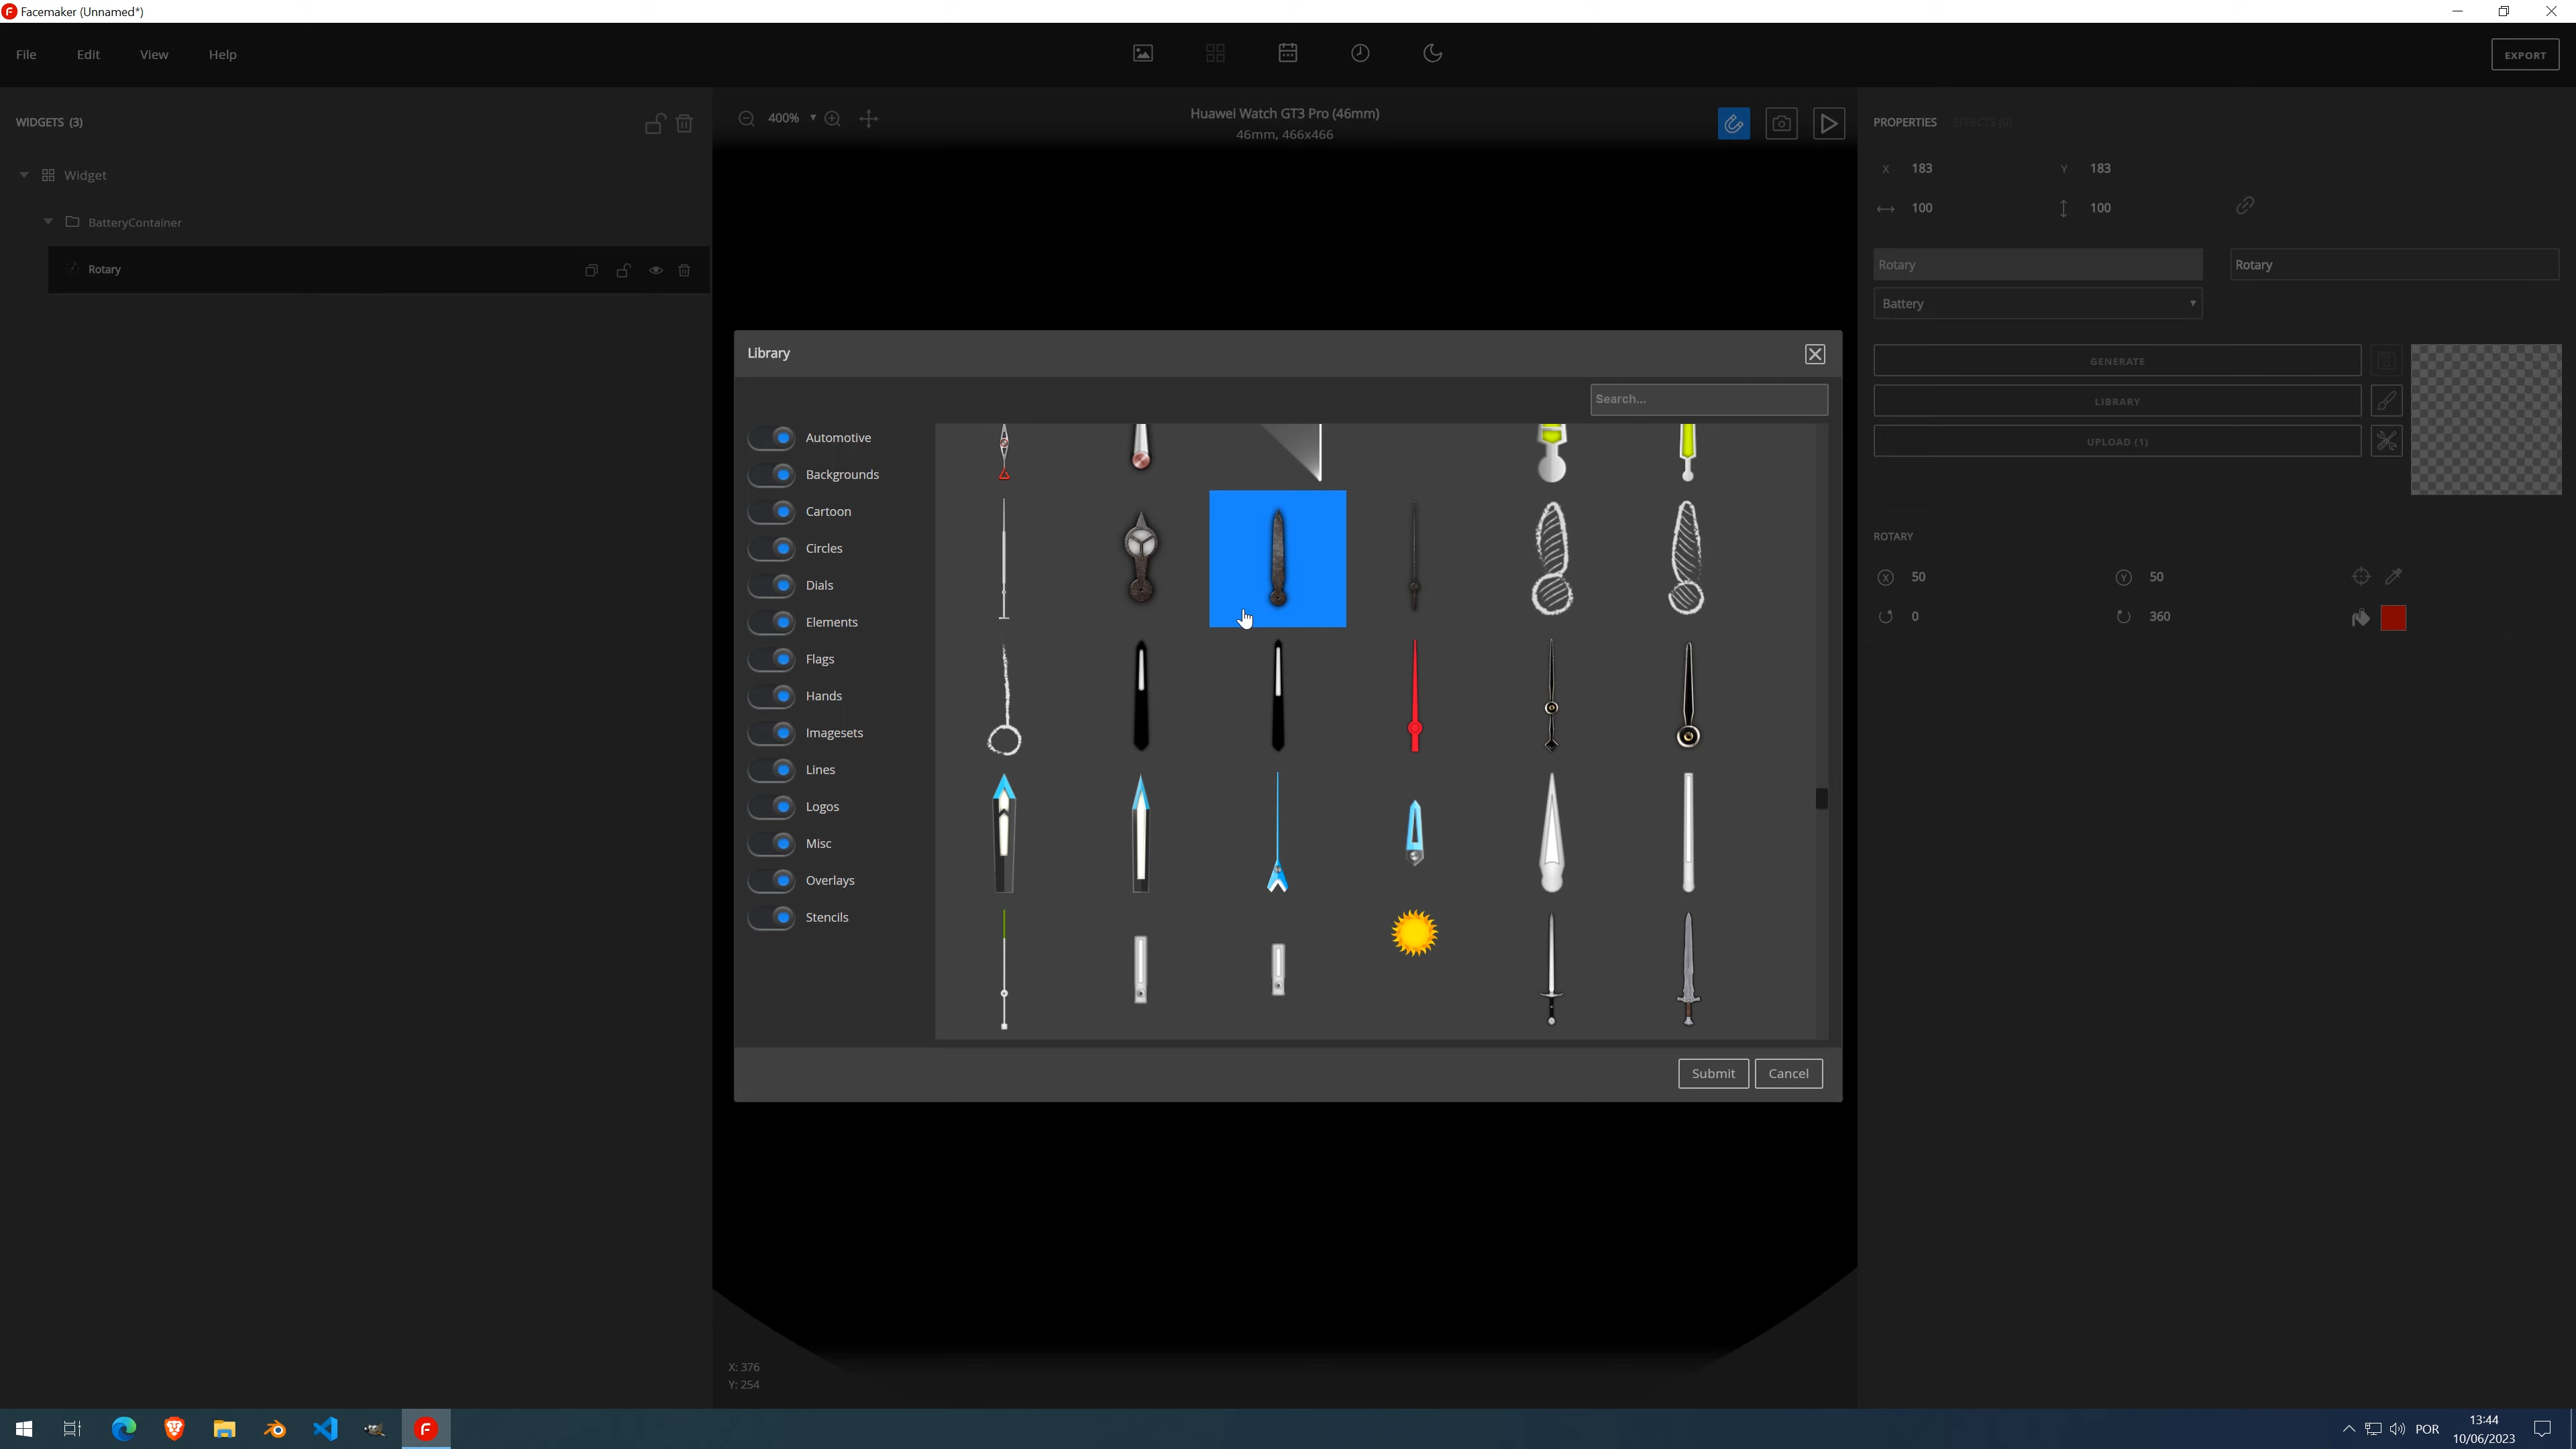 Facemaker (Unnamed*)
File Edit View Help
EXPORT
WIDGETS (3)
Widget
BatteryContainer
Rotary
400%
Huawei Watch GT3 Pro (46mm)
46mm, 466x466
PROPERTIES EFFECTS (0)
X 183 Y 183
100 100
Rotary Rotary
Battery
GENERATE
LIBRARY
UPLOAD (1)
ROTARY
X 50 Y 50
0 360
Library
Search...
Automotive
Backgrounds
Cartoon
Circles
Dials
Elements
Flags
Hands
Imagesets
Lines
Logos
Misc
Overlays
Stencils
Submit Cancel
X: 376
Y: 254
POR
13:44
10/06/2023